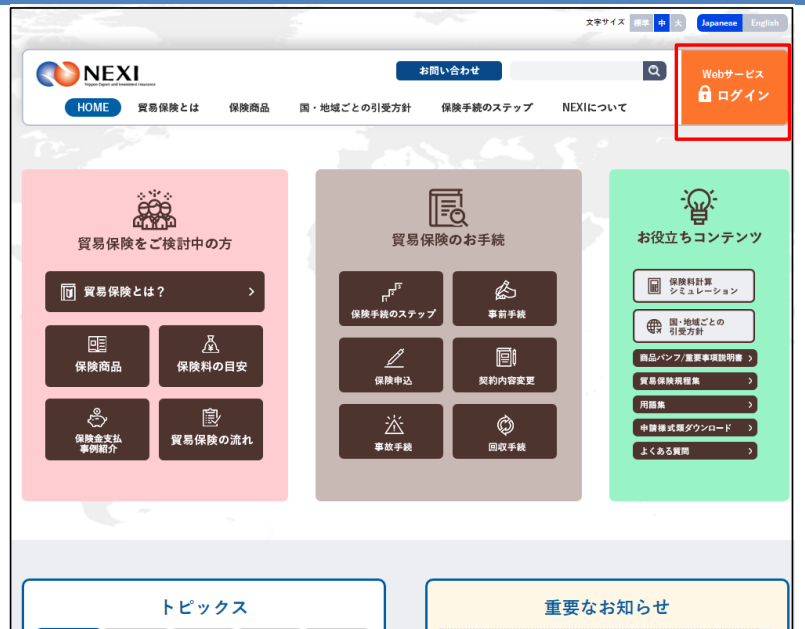 文字サイズ 標準 中 大 Japanese English
NEXI
Nippon Export and Investment Insurance
お問い合わせ
Webサービス
ログイン
HOME 貿易保険とは 保険商品 国・地域ごとの引受方針 保険手続のステップ NEXIについて
貿易保険をご検討中の方
貿易保険とは?
保険商品
保険料の目安
保険金支払
事例紹介
貿易保険の流れ
貿易保険のお手続
保険手続のステップ
事前手続
保険申込
契約内容変更
事故手続
回収手続
お役立ちコンテンツ
保険料計算
シミュレーション
国・地域ごとの
引受方針
商品パンフ/重要事項説明書
貿易保険規程集
用語集
申請様式類ダウンロード
よくある質問
トピックス
重要なお知らせ